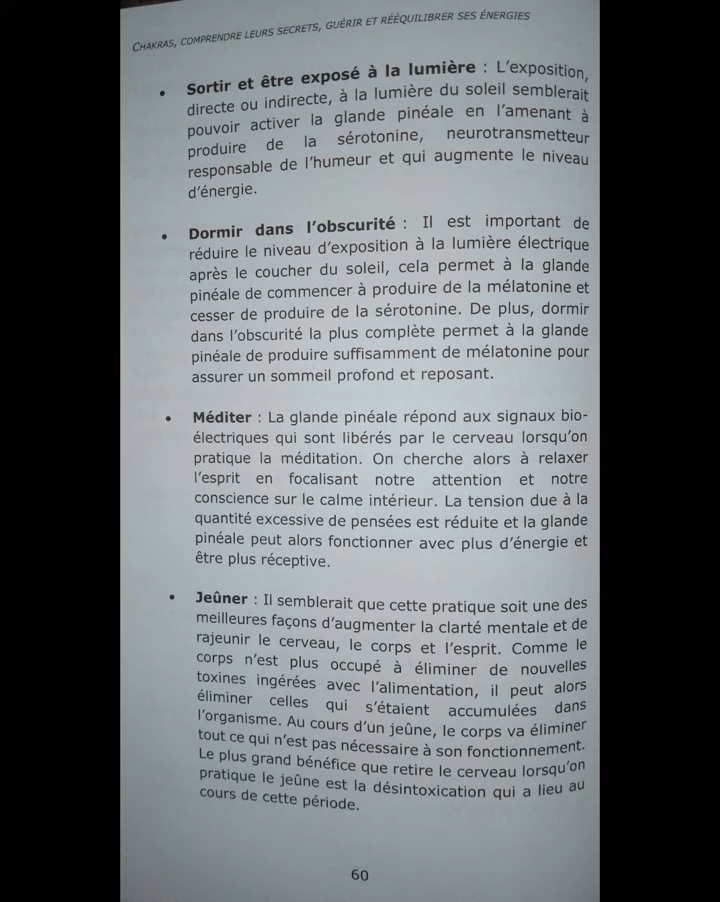 CHAKRAS, COMPRENDRE LEURS SECRETS, GUÉRIR ET RÉÉQUILIBRER SES ÉNERGIES
• Sortir et être exposé à la lumière : L'exposition,
directe ou indirecte, à la lumière du soleil semblerait
pouvoir activer la glande pinéale en l'amenant à
produire de la sérotonine, neurotransmetteur
responsable de l'humeur et qui augmente le niveau
d'énergie.
• Dormir dans l'obscurité : Il est important de
réduire le niveau d'exposition à la lumière électrique
après le coucher du soleil, cela permet à la glande
pinéale de commencer à produire de la mélatonine et
cesser de produire de la sérotonine. De plus, dormir
dans l'obscurité la plus complète permet à la glande
pinéale de produire suffisamment de mélatonine pour
assurer un sommeil profond et reposant.
• Méditer : La glande pinéale répond aux signaux bio-
électriques qui sont libérés par le cerveau lorsqu'on
pratique la méditation. On cherche alors à relaxer
l'esprit en focalisant notre attention et notre
conscience sur le calme intérieur. La tension due à la
quantité excessive de pensées est réduite et la glande
pinéale peut alors fonctionner avec plus d'énergie et
être plus réceptive.
• Jeûner : Il semblerait que cette pratique soit une des
meilleures façons d'augmenter la clarté mentale et de
rajeunir le cerveau, le corps et l'esprit. Comme le
corps n'est plus occupé à éliminer de nouvelles
toxines ingérées avec l'alimentation, il peut alors
éliminer celles qui s'étaient accumulées dans
l'organisme. Au cours d'un jeûne, le corps va éliminer
tout ce qui n'est pas nécessaire à son fonctionnement.
Le plus grand bénéfice que retire le cerveau lorsqu'on
pratique le jeûne est la désintoxication qui a lieu au
cours de cette période.
60